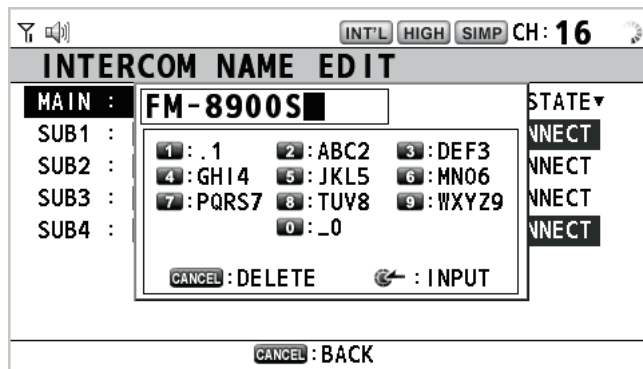 INT'L HIGH SIMP CH: 16
INTERCOM NAME EDIT
MAIN : FM-8900S STATE▼
SUB1 : NNECT
SUB2 : NNECT
SUB3 : NNECT
SUB4 : NNECT
1 : .1 2 : ABC2 3 : DEF3
4 : GHI4 5 : JKL5 6 : MNO6
7 : PQRS7 8 : TUV8 9 : WXYZ9
0 : _0
CANCEL : DELETE : INPUT
CANCEL : BACK